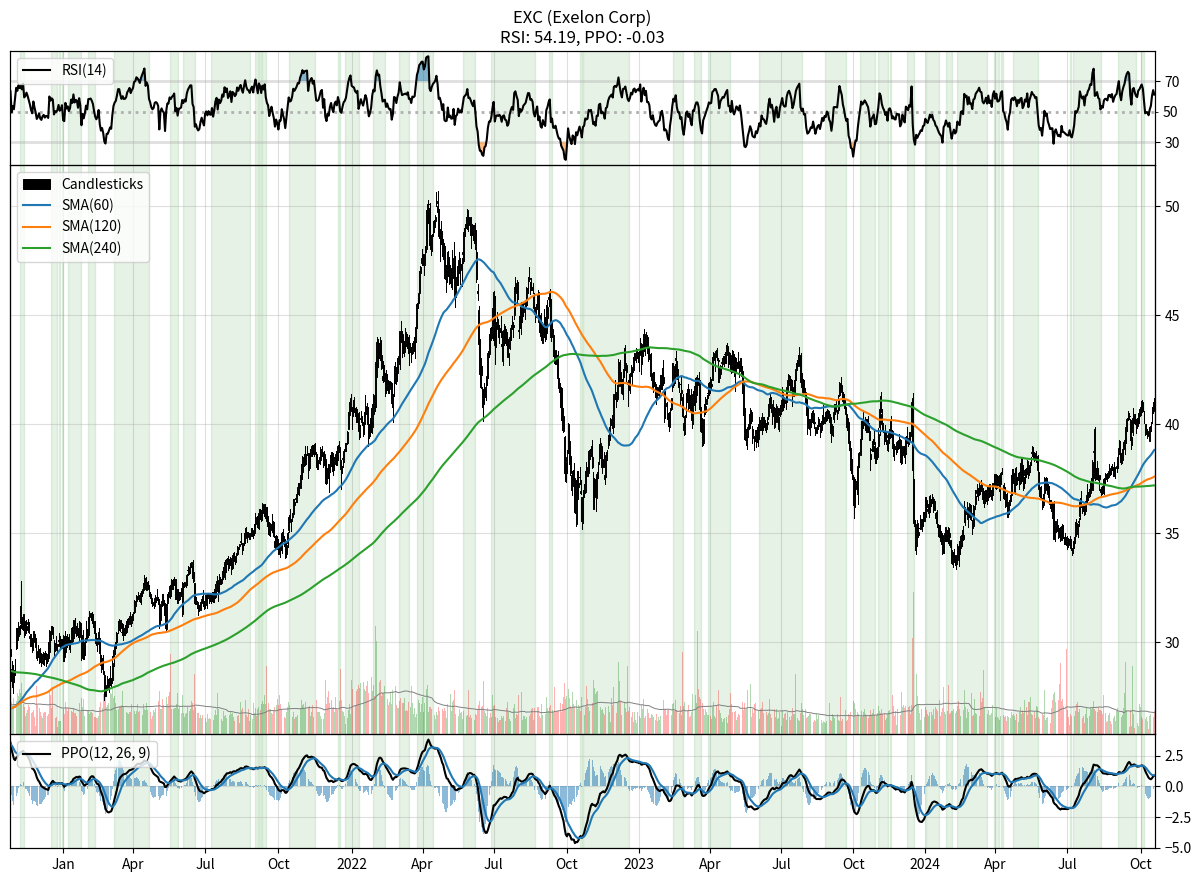 EXC (Exelon Corp)
RSI: 54.19, PPO: -0.03
RSI(14)
70
50
30
Candlesticks
SMA(60)
SMA(120)
SMA(240)
50
45
40
35
30
PPO(12, 26, 9)
2.5
0.0
−2.5
−5.0
Jan Apr Jul Oct 2022 Apr Jul Oct 2023 Apr Jul Oct 2024 Apr Jul Oct